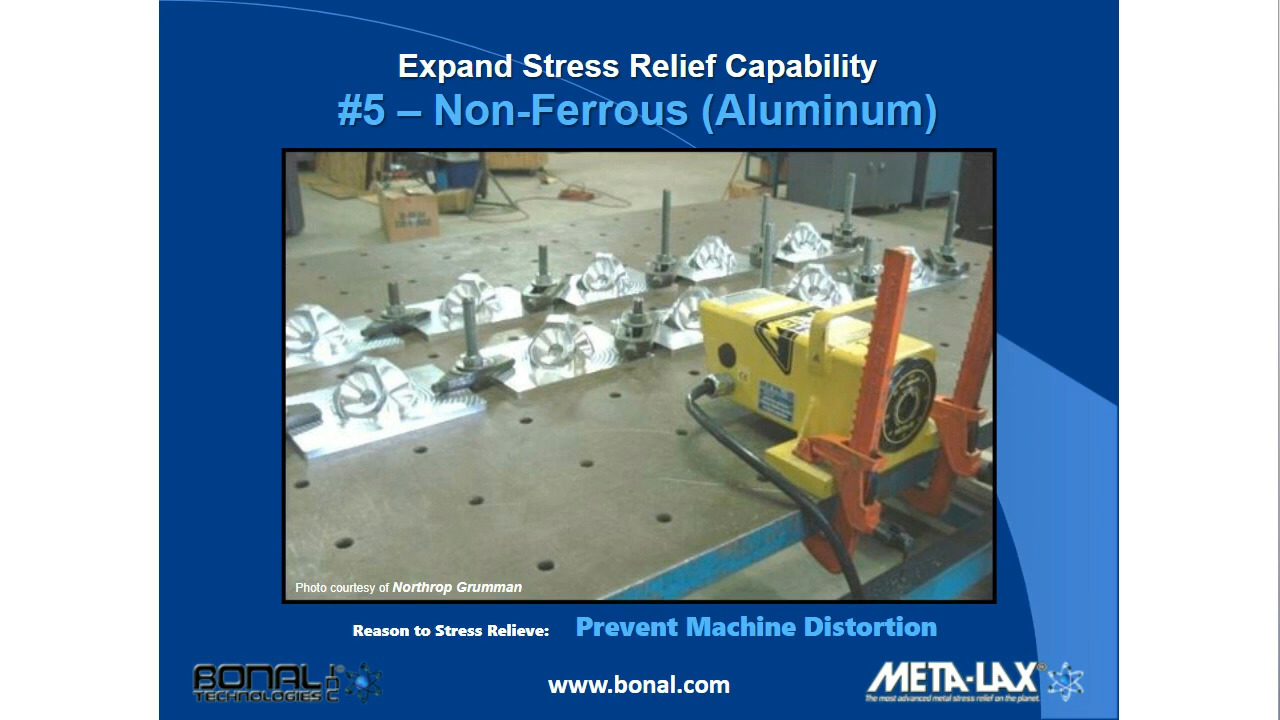 Expand Stress Relief Capability
#5 – Non-Ferrous (Aluminum)
Photo courtesy of Northrop Grumman
Reason to Stress Relieve: Prevent Machine Distortion
BONAL INC
TECHNOLOGIES
www.bonal.com
META-LAX®
The most advanced metal stress relief on the planet.